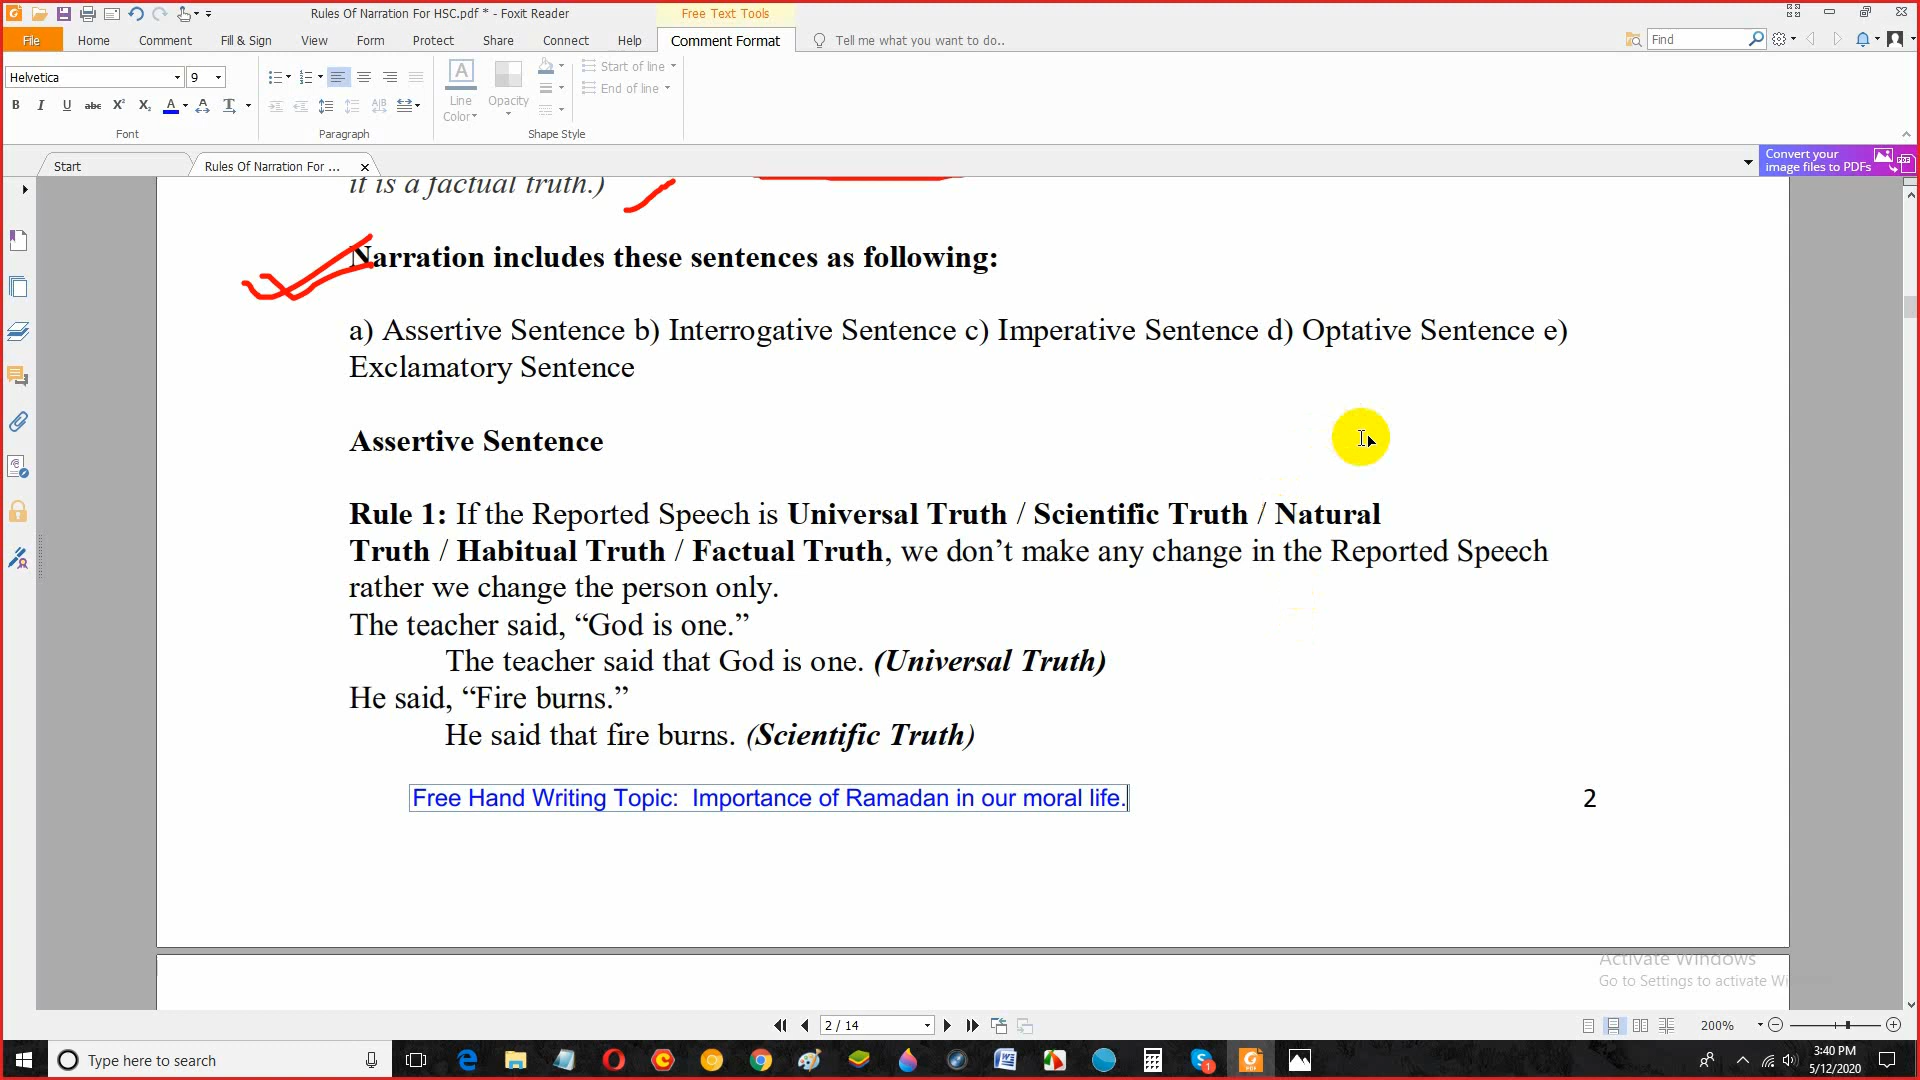 Rules Of Narration For HSC.pdf * - Foxit Reader
Free Text Tools
File Home Comment Fill & Sign View Form Protect Share Connect Help Comment Format Tell me what you want to do.. Find
Helvetica 9
Start of line
End of line
Line Color
Opacity
Font Paragraph Shape Style
Start Rules Of Narration For ...
Convert your
image files to PDFs
it is a factual truth.)
Narration includes these sentences as following:
a) Assertive Sentence b) Interrogative Sentence c) Imperative Sentence d) Optative Sentence e)
Exclamatory Sentence
Assertive Sentence
Rule 1: If the Reported Speech is Universal Truth / Scientific Truth / Natural
Truth / Habitual Truth / Factual Truth, we don’t make any change in the Reported Speech
rather we change the person only.
The teacher said, “God is one.”
The teacher said that God is one. (Universal Truth)
He said, “Fire burns.”
He said that fire burns. (Scientific Truth)
Free Hand Writing Topic: Importance of Ramadan in our moral life.
2
Activate Windows
Go to Settings to activate
2 / 14
200%
Type here to search
3:40 PM
5/12/2020